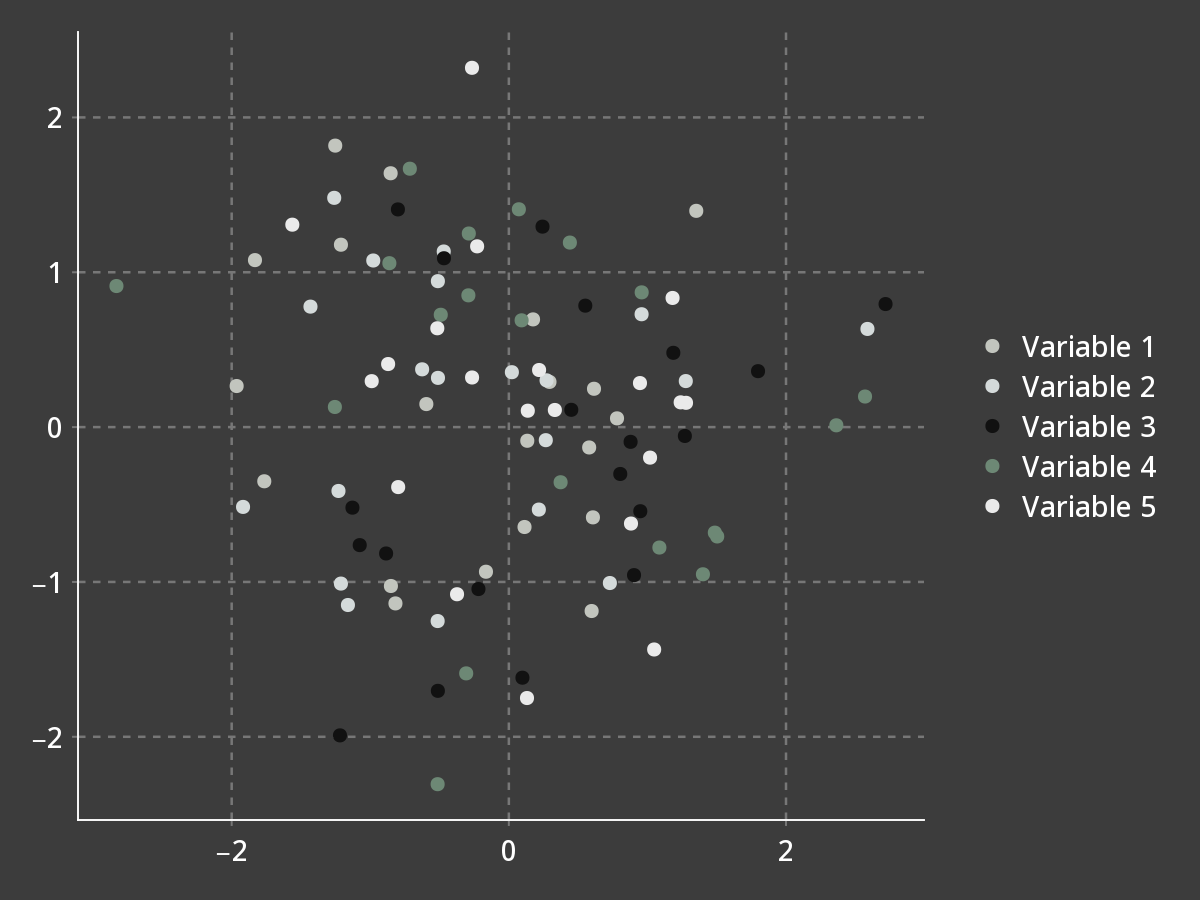 2
1
0
–1
–2
–2
0
2
Variable 1
Variable 2
Variable 3
Variable 4
Variable 5